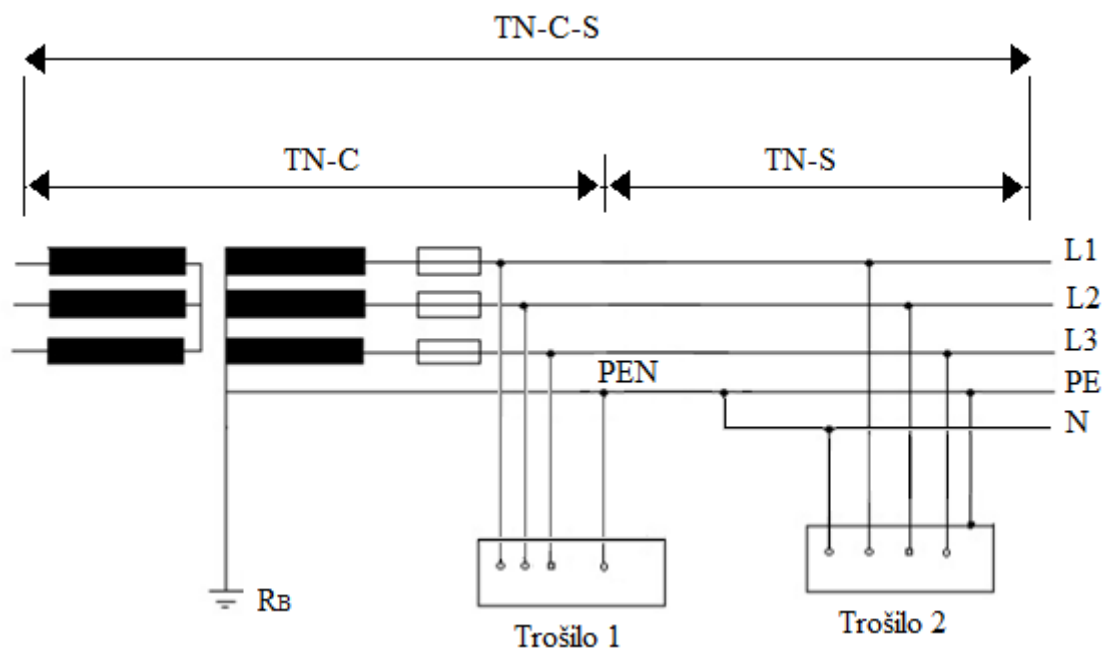 TN-C-S
TN-C
TN-S
L1
L2
L3
PEN
PE
N
RB
Trošilo 1
Trošilo 2